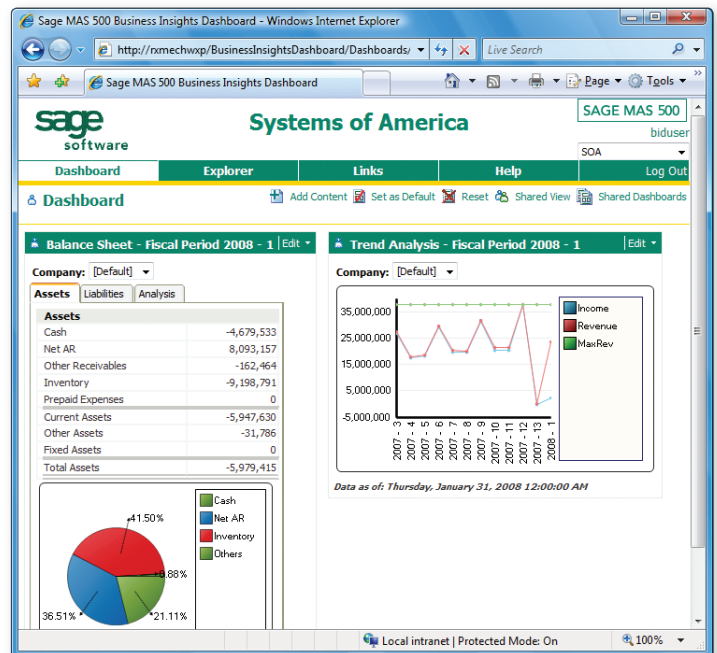 Sage MAS 500 Business Insights Dashboard - Windows Internet Explorer
http://rxmechwxp/BusinessInsightsDashboard/Dashboards/
Live Search
Sage MAS 500 Business Insights Dashboard
Page
Tools
sage software
Systems of America
SAGE MAS 500
biduser
SOA
Dashboard Explorer Links Help Log Out
Dashboard
Add Content Set as Default Reset Shared View Shared Dashboards
Balance Sheet - Fiscal Period 2008 - 1 Edit
Company: [Default]
Assets Liabilities Analysis
Assets
Cash -4,679,533
Net AR 8,093,157
Other Receivables -162,464
Inventory -9,198,791
Prepaid Expenses 0
Current Assets -5,947,630
Other Assets -31,786
Fixed Assets 0
Total Assets -5,979,415
41.50%
0.88%
36.51%
21.11%
Cash
Net AR
Inventory
Others
Trend Analysis - Fiscal Period 2008 - 1 Edit
Company: [Default]
35,000,000
25,000,000
15,000,000
5,000,000
-5,000,000
2007 - 3
2007 - 4
2007 - 5
2007 - 6
2007 - 7
2007 - 8
2007 - 9
2007 - 10
2007 - 11
2007 - 12
2007 - 13
2008 - 1
Income
Revenue
MaxRev
Data as of: Thursday, January 31, 2008 12:00:00 AM
Local intranet | Protected Mode: On
100%